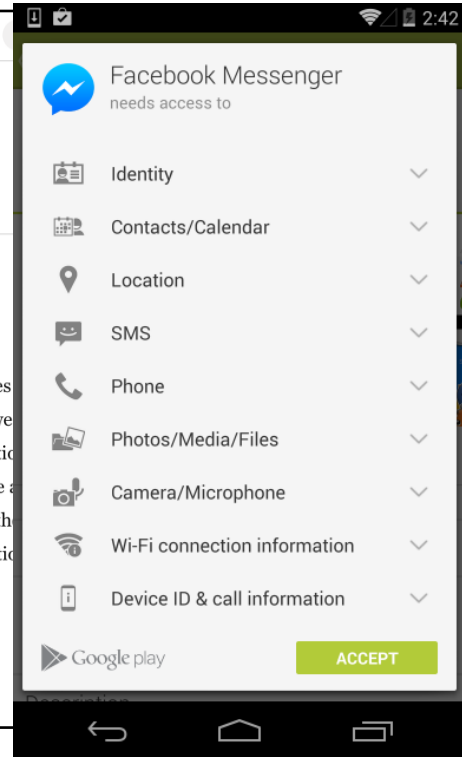 2:42
Facebook Messenger
needs access to
Identity
Contacts/Calendar
Location
SMS
Phone
Photos/Media/Files
Camera/Microphone
Wi-Fi connection information
Device ID & call information
Google play
ACCEPT